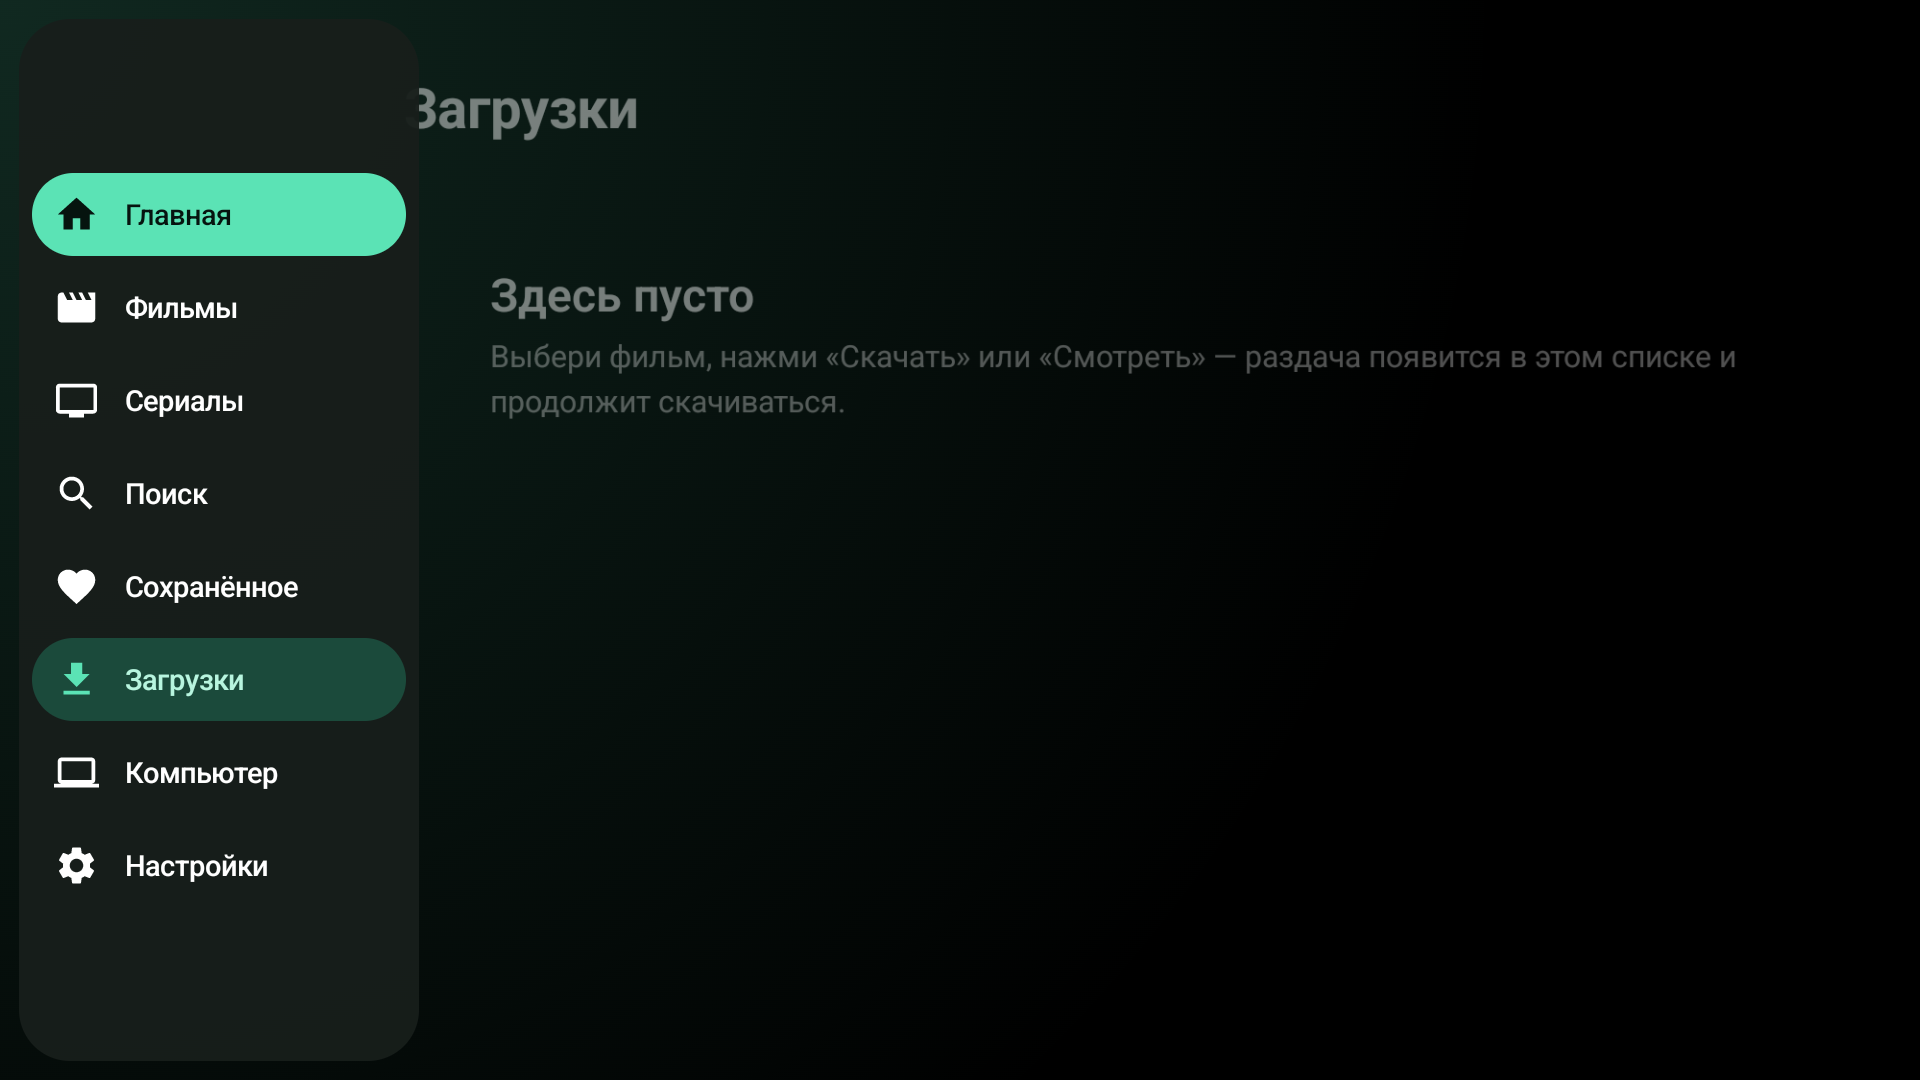 Загрузки
Главная
Фильмы
Сериалы
Поиск
Сохранённое
Загрузки
Компьютер
Настройки
Здесь пусто
Выбери фильм, нажми «Скачать» или «Смотреть» — раздача появится в этом списке и
продолжит скачиваться.